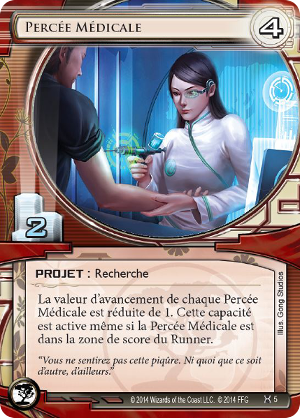 Percée Médicale
4
2
PROJET : Recherche
La valeur d'avancement de chaque Percée
Médicale est réduite de 1. Cette capacité
est active même si la Percée Médicale est
dans la zone de score du Runner.
"Vous ne sentirez pas cette piqûre. Ni quoi que ce soit
d'autre, d'ailleurs."
Illus. Gong Studios
© 2014 Wizards of the Coast LLC. © 2014 FFG
5